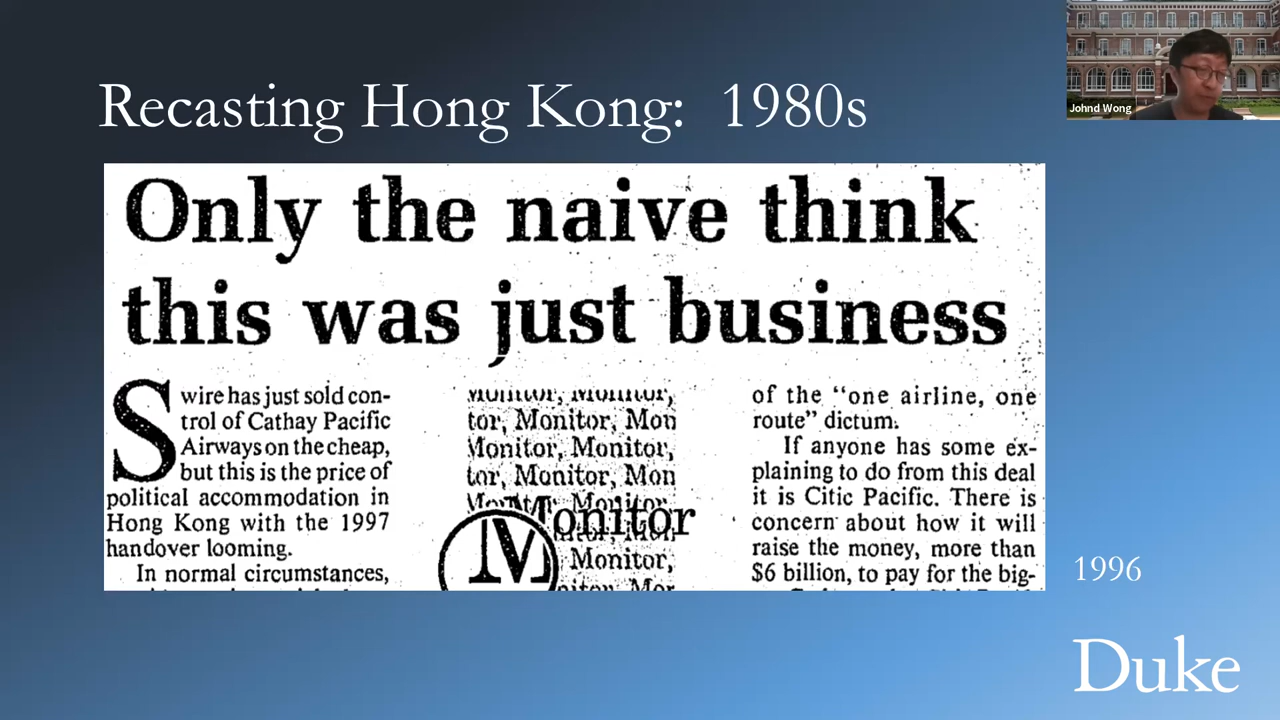 Johnd Wong
Recasting Hong Kong: 1980s
Only the naive think
this was just business
Swire has just sold con-
trol of Cathay Pacific
Airways on the cheap,
but this is the price of
political accommodation in
Hong Kong with the 1997
handover looming.
In normal circumstances,
Monitor, Monitor,
tor, Monitor, Mon
Monitor, Monitor,
tor, Monitor, Mon
Monitor
M
Monitor,
of the “one airline, one
route” dictum.
If anyone has some ex-
plaining to do from this deal
it is Citic Pacific. There is
concern about how it will
raise the money, more than
$6 billion, to pay for the big-
1996
Duke